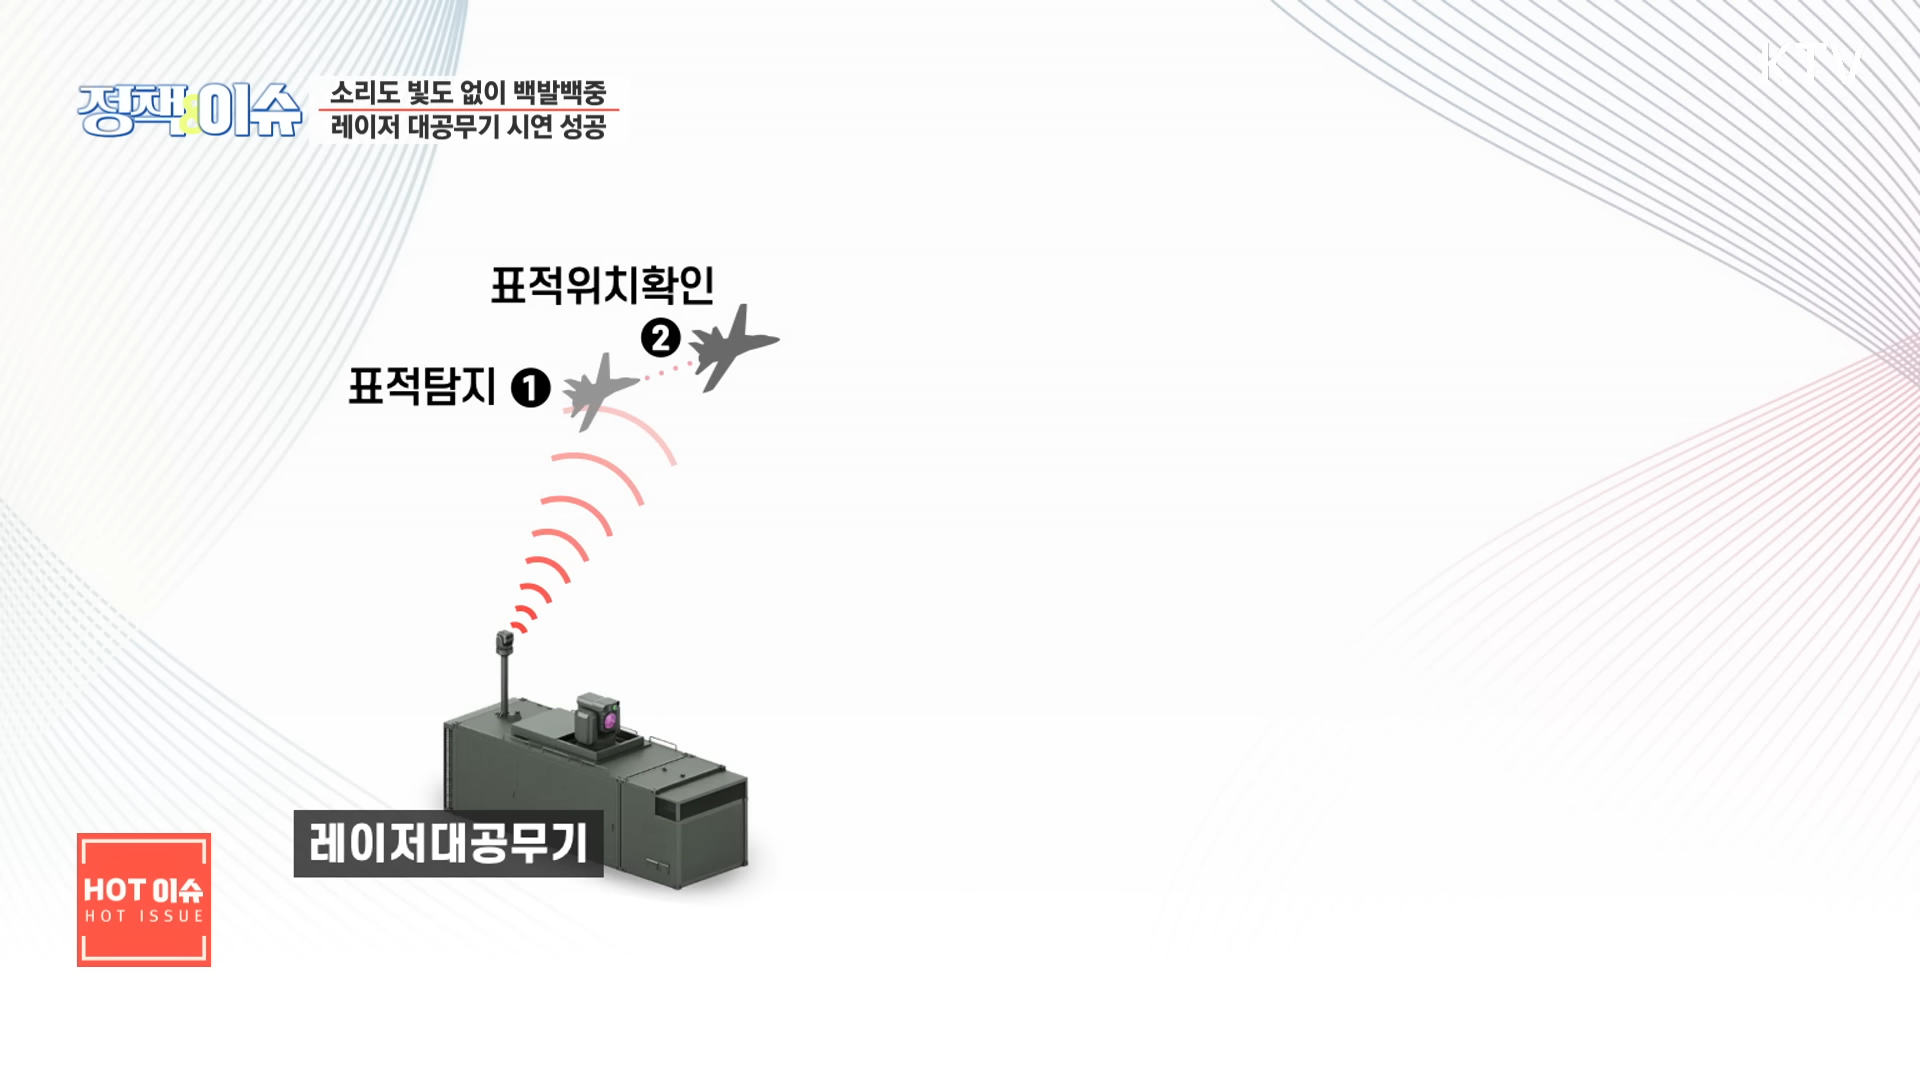 정책&이슈
소리도 빛도 없이 백발백중
레이저 대공무기 시연 성공
KTV
표적위치확인
2
표적탐지 1
레이저대공무기
HOT 이슈
HOT ISSUE